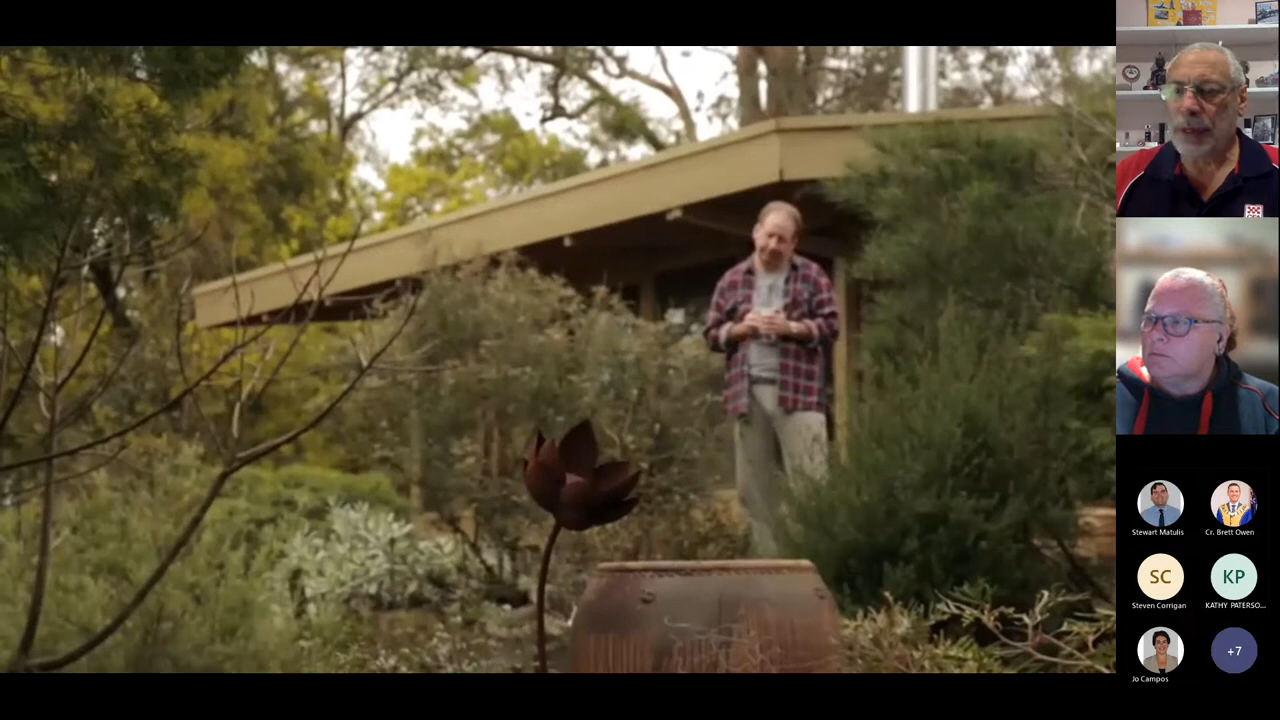 Stewart Matulis
Cr. Brett Owen
SC
KP
Steven Corrigan
KATHY PATERSO...
Jo Campos
+7